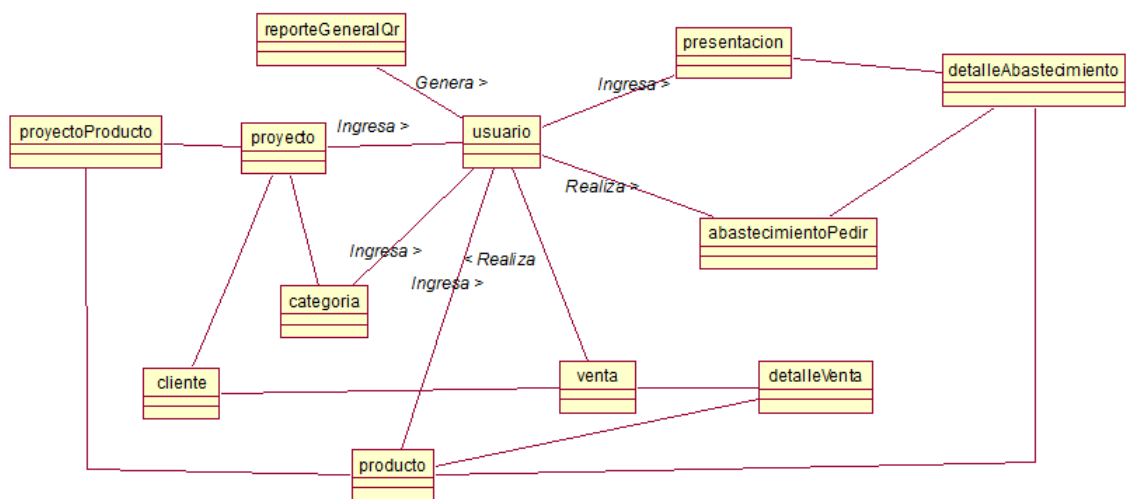 reporteGeneralQr
presentacion
detalleAbastecimiento
Genera >
Ingresa >
proyectoProducto
proyecto
Ingresa >
usuario
Realiza >
abastecimientoPedir
Ingresa >
< Realiza
Ingresa >
categoria
cliente
venta
detalleVenta
producto